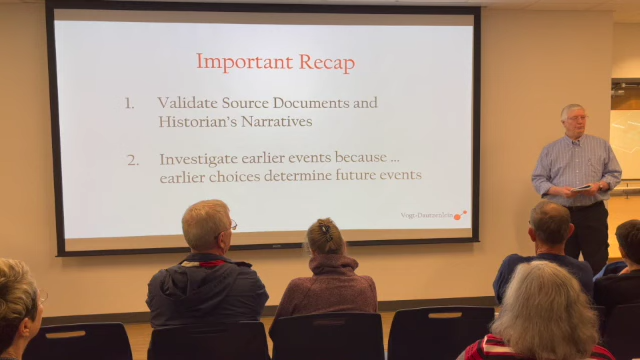 Important Recap
1. Validate Source Documents and
Historian's Narratives
2. Investigate earlier events because ...
earlier choices determine future events